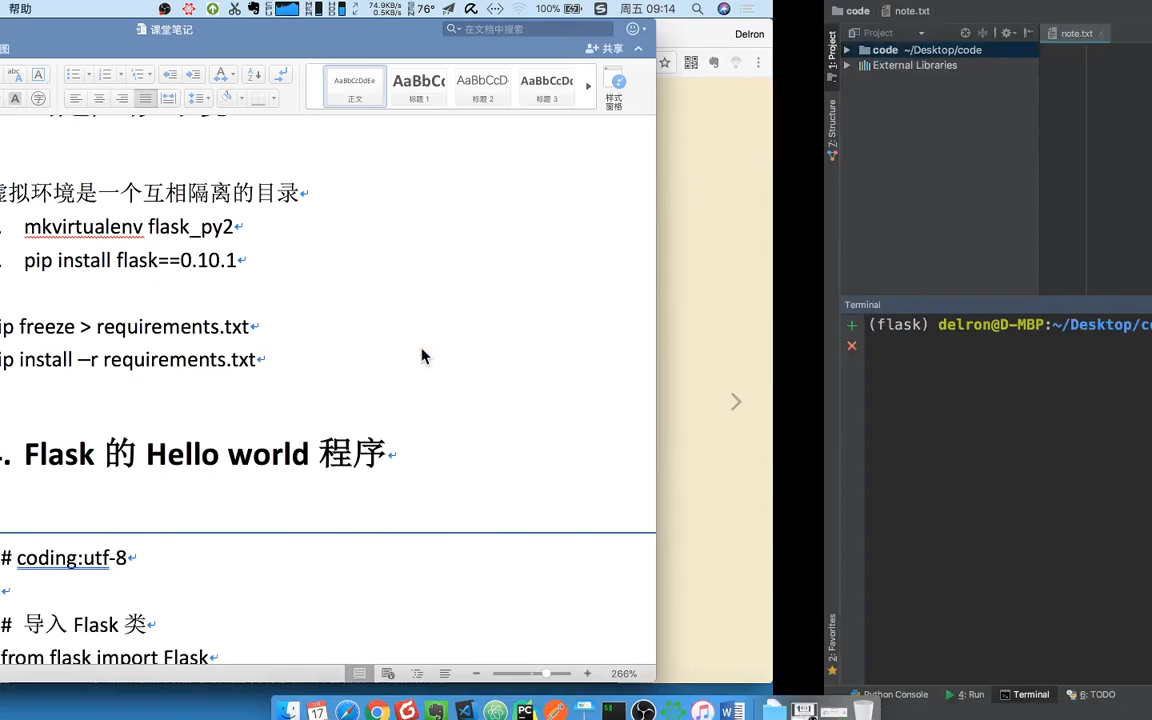 帮助
74.9KB/s
0.5KB/s
76°
100%
周五 09:14
课堂笔记
在文档中搜索
共享
AaBbCcDdEe
正文
AaBbCc
标题 1
AaBbCcD
标题 2
AaBbCcDc
标题 3
样式
窗格
虚拟环境是一个互相隔离的目录
mkvirtualenv flask_py2
pip install flask==0.10.1
ip freeze > requirements.txt
ip install –r requirements.txt
. Flask 的 Hello world 程序
# coding:utf-8
# 导入 Flask 类
from flask import Flask
266%
Delron
code
note.txt
Project
note.txt
code ~/Desktop/code
External Libraries
1: Project
Z: Structure
2: Favorites
Terminal
(flask) delron@D-MBP:~/Desktop/co
Python Console
4: Run
Terminal
6: TODO